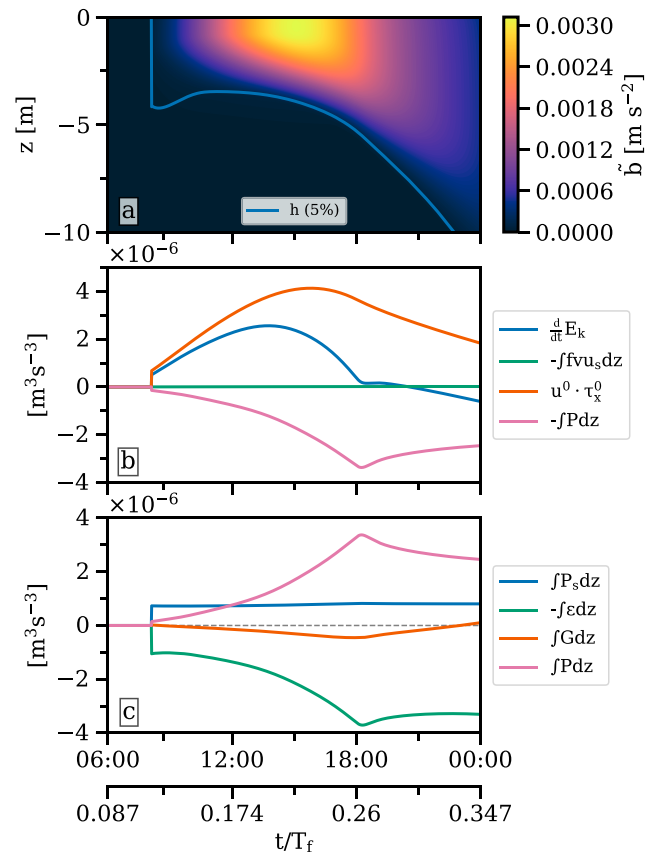 0
−5
−10
z [m]
a
h (5%)
0.0030
0.0024
0.0018
0.0012
0.0006
0.0000
b̃ [m s⁻²]
×10⁻⁶
4
2
0
−2
−4
[m³s⁻³]
b
d/dt Eₖ
-∫fvuₛdz
u⁰ · τₓ⁰
-∫Pdz
×10⁻⁶
4
2
0
−2
−4
[m³s⁻³]
c
∫Pₛdz
-∫εdz
∫Gdz
∫Pdz
06:00 12:00 18:00 00:00
0.087 0.174 0.26 0.347
t/T_f